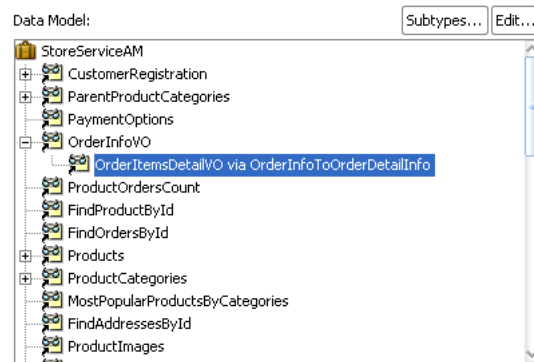 Data Model:
Subtypes... Edit...
StoreServiceAM
CustomerRegistration
ParentProductCategories
PaymentOptions
OrderInfoVO
OrderItemsDetailVO via OrderInfoToOrderDetailInfo
ProductOrdersCount
FindProductById
FindOrdersById
Products
ProductCategories
MostPopularProductsByCategories
FindAddressesById
ProductImages